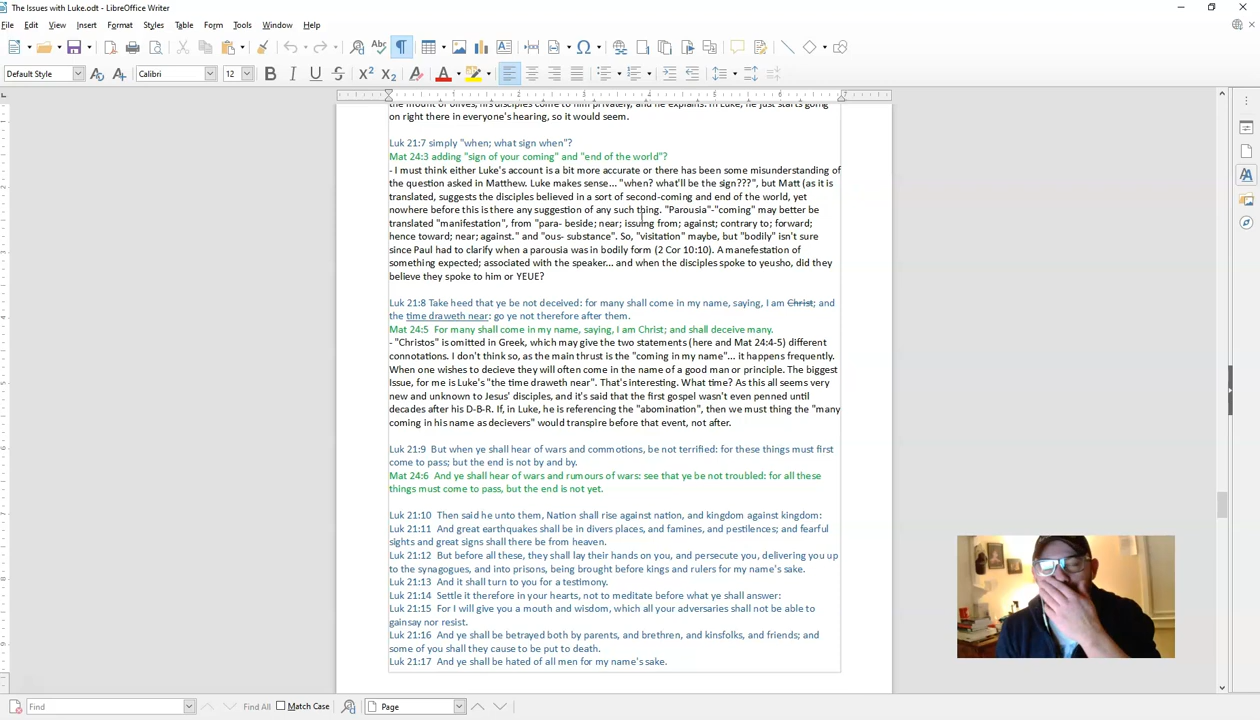 The Issues with Luke.odt - LibreOffice Writer
File Edit View Insert Format Styles Table Form Tools Window Help
Default Style Calibri 12
the mount of olives, his disciples come to him privately, and he explains. In Luke, he just starts going
on right there in everyone's hearing, so it would seem.
Luk 21:7 simply "when; what sign when"?
Mat 24:3 adding "sign of your coming" and "end of the world"?
- I must think either Luke's account is a bit more accurate or there has been some misunderstanding of
the question asked in Matthew. Luke makes sense... "when? what'll be the sign???", but Matt (as it is
translated, suggests the disciples believed in a sort of second-coming and end of the world, yet
nowhere before this is there any suggestion of any such thing. "Parousia"-"coming" may better be
translated "manifestation", from "para- beside; near; issuing from; against; contrary to; forward;
hence toward; near; against." and "ous- substance". So, "visitation" maybe, but "bodily" isn't sure
since Paul had to clarify when a parousia was in bodily form (2 Cor 10:10). A manefestation of
something expected; associated with the speaker... and when the disciples spoke to yeusho, did they
believe they spoke to him or YEUE?
Luk 21:8 Take heed that ye be not deceived: for many shall come in my name, saying, I am Christ; and
the time draweth near: go ye not therefore after them.
Mat 24:5 For many shall come in my name, saying, I am Christ; and shall deceive many.
- "Christos" is omitted in Greek, which may give the two statements (here and Mat 24:4-5) different
connotations. I don't think so, as the main thrust is the "coming in my name"... it happens frequently.
When one wishes to decieve they will often come in the name of a good man or principle. The biggest
Issue, for me is Luke's "the time draweth near". That's interesting. What time? As this all seems very
new and unknown to Jesus' disciples, and it's said that the first gospel wasn't even penned until
decades after his D-B-R. If, in Luke, he is referencing the "abomination", then we must thing the "many
coming in his name as decievers" would transpire before that event, not after.
Luk 21:9 But when ye shall hear of wars and commotions, be not terrified: for these things must first
come to pass; but the end is not by and by.
Mat 24:6 And ye shall hear of wars and rumours of wars: see that ye be not troubled: for all these
things must come to pass, but the end is not yet.
Luk 21:10 Then said he unto them, Nation shall rise against nation, and kingdom against kingdom:
Luk 21:11 And great earthquakes shall be in divers places, and famines, and pestilences; and fearful
sights and great signs shall there be from heaven.
Luk 21:12 But before all these, they shall lay their hands on you, and persecute you, delivering you up
to the synagogues, and into prisons, being brought before kings and rulers for my name's sake.
Luk 21:13 And it shall turn to you for a testimony.
Luk 21:14 Settle it therefore in your hearts, not to meditate before what ye shall answer:
Luk 21:15 For I will give you a mouth and wisdom, which all your adversaries shall not be able to
gainsay nor resist.
Luk 21:16 And ye shall be betrayed both by parents, and brethren, and kinsfolks, and friends; and
some of you shall they cause to be put to death.
Luk 21:17 And ye shall be hated of all men for my name's sake.
Find Find All Match Case Page